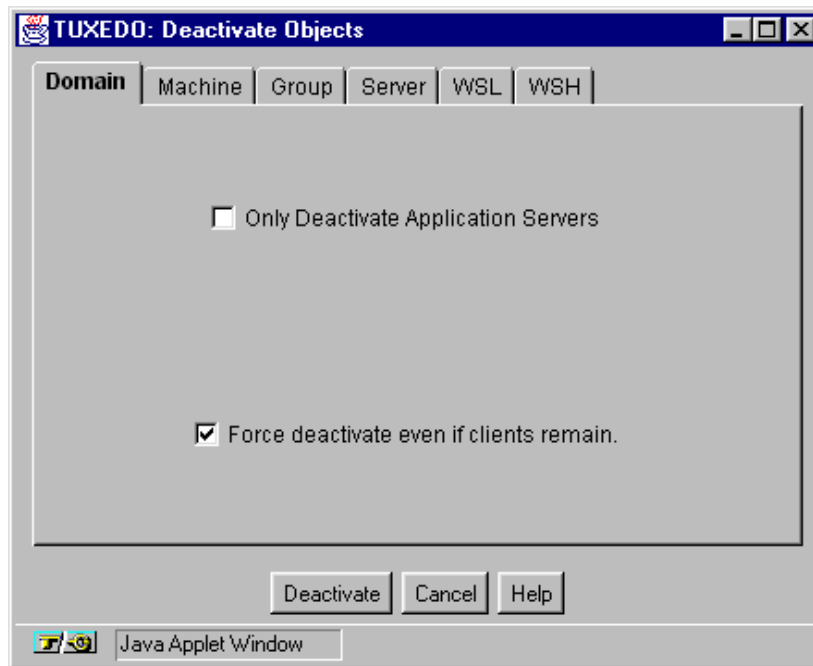 TUXEDO: Deactivate Objects
Domain Machine Group Server WSL WSH
Only Deactivate Application Servers
Force deactivate even if clients remain.
Deactivate Cancel Help
Java Applet Window